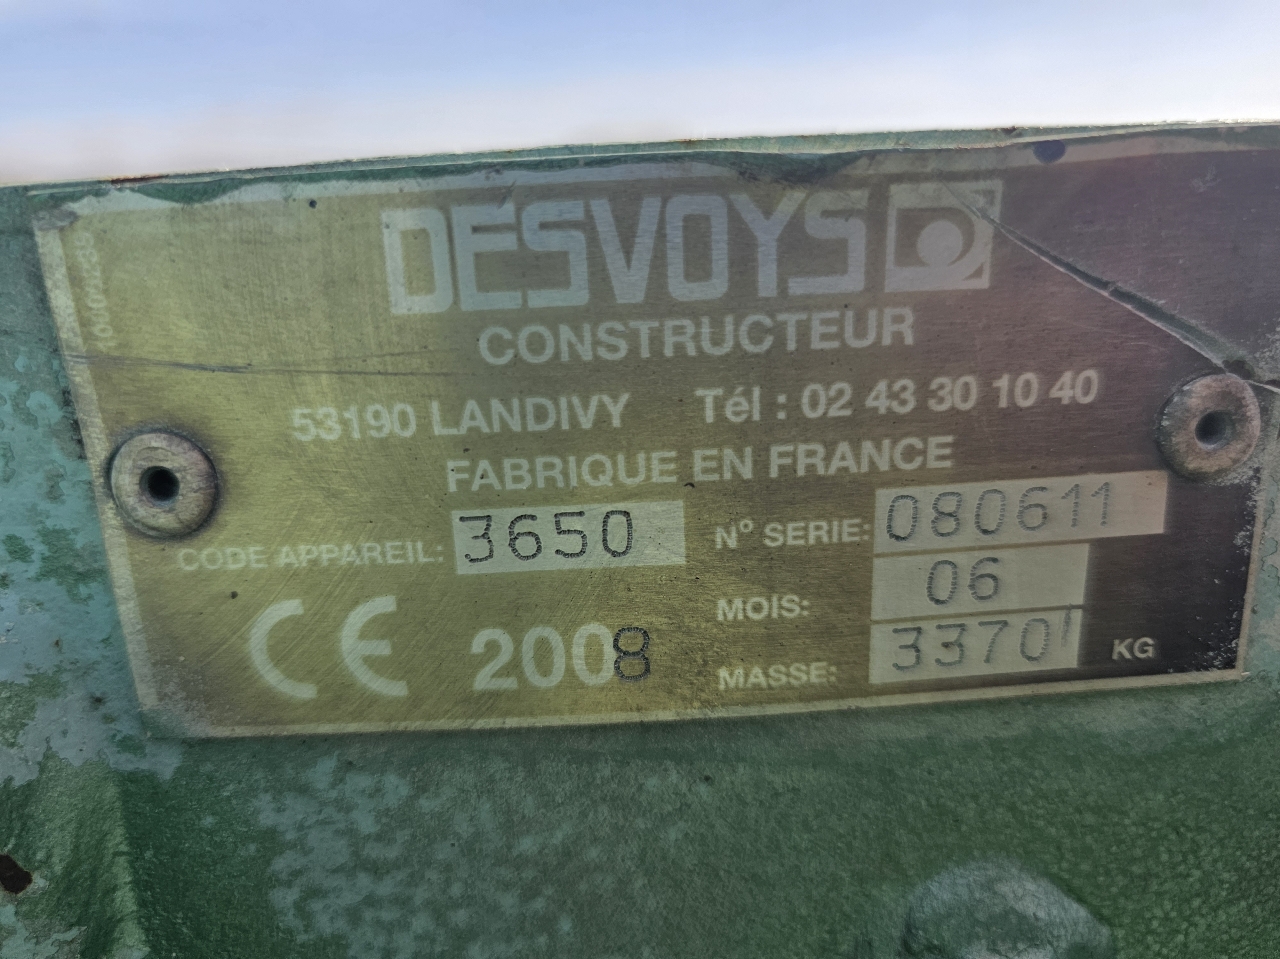 DESVOYS
CONSTRUCTEUR
53190 LANDIVY Tél : 02 43 30 10 40
FABRIQUE EN FRANCE
CODE APPAREIL: 3650 N° SERIE: 080611
MOIS: 06
CE 2008 MASSE: 3370 KG